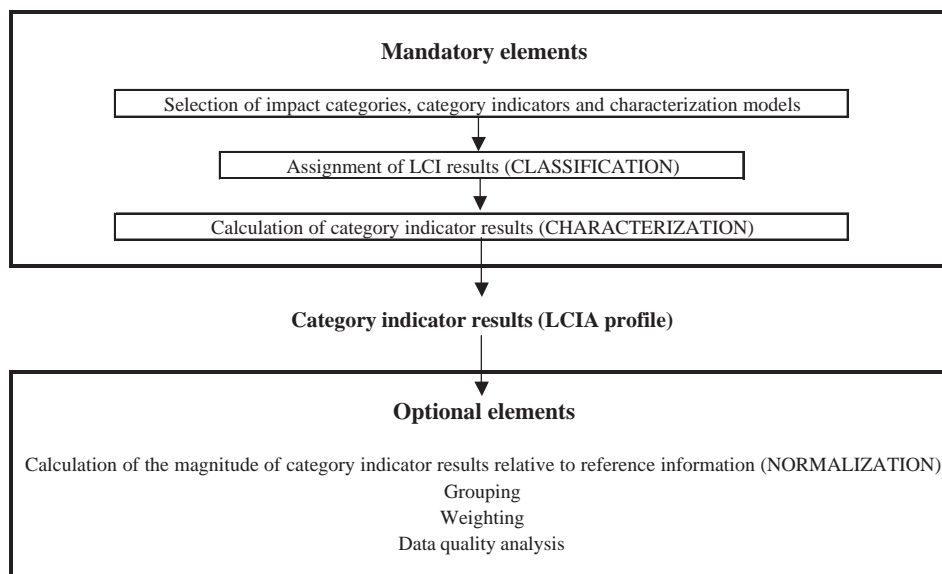 Mandatory elements
Selection of impact categories, category indicators and characterization models
Assignment of LCI results (CLASSIFICATION)
Calculation of category indicator results (CHARACTERIZATION)
Category indicator results (LCIA profile)
Optional elements
Calculation of the magnitude of category indicator results relative to reference information (NORMALIZATION)
Grouping
Weighting
Data quality analysis